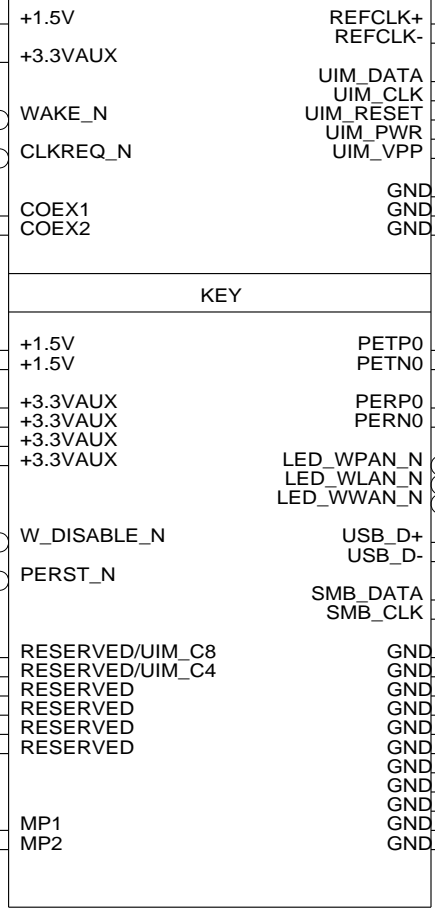 +1.5V
REFCLK+
REFCLK-
+3.3VAUX
UIM_DATA
UIM_CLK
WAKE_N
UIM_RESET
UIM_PWR
CLKREQ_N
UIM_VPP
GND
COEX1
GND
COEX2
GND
KEY
+1.5V
PETP0
+1.5V
PETN0
+3.3VAUX
PERP0
+3.3VAUX
PERN0
+3.3VAUX
+3.3VAUX
LED_WPAN_N
LED_WLAN_N
LED_WWAN_N
W_DISABLE_N
USB_D+
USB_D-
PERST_N
SMB_DATA
SMB_CLK
RESERVED/UIM_C8
GND
RESERVED/UIM_C4
GND
RESERVED
GND
RESERVED
GND
RESERVED
GND
RESERVED
GND
GND
GND
GND
MP1
GND
MP2
GND